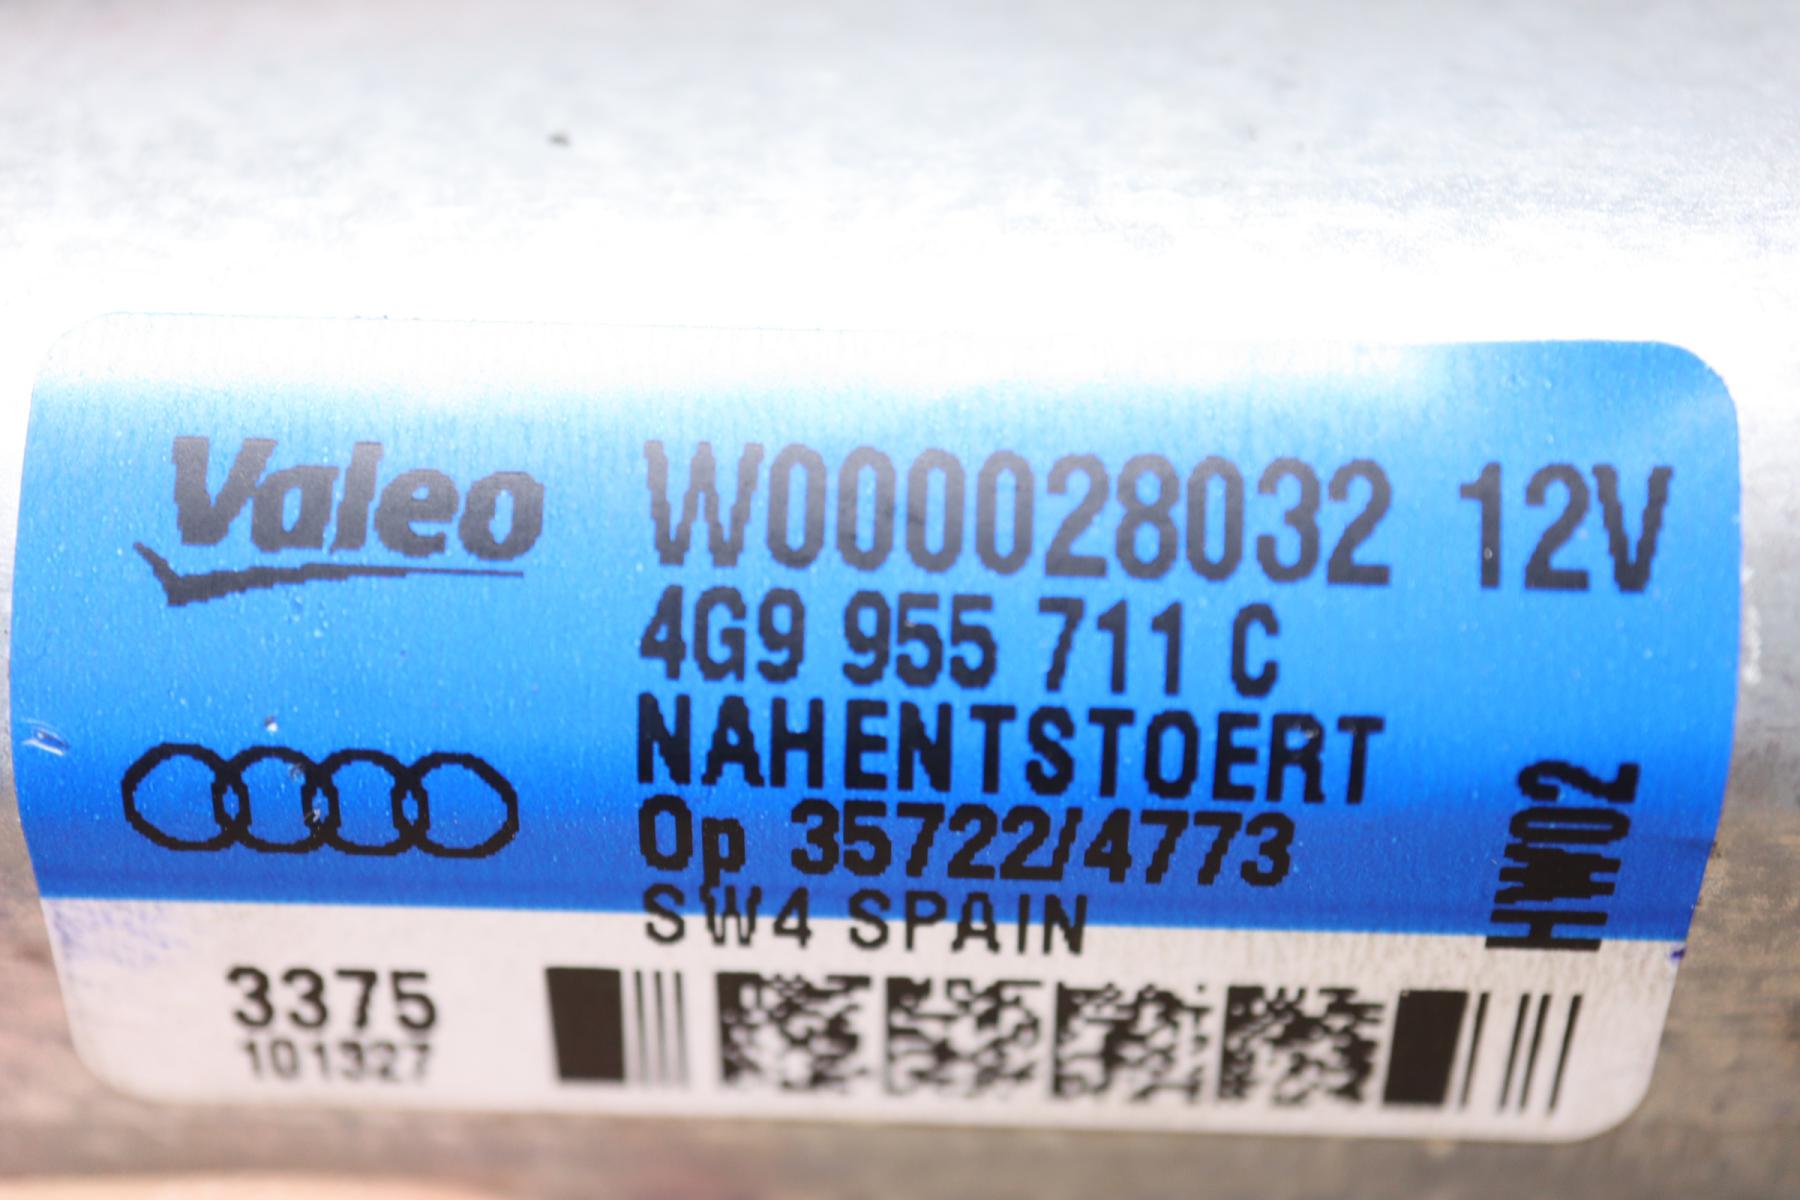 Valeo W000028032 12V
4G9 955 711 C
NAHENTSTOERT
Op 35722/4773
SW4 SPAIN
HW02
3375
101327